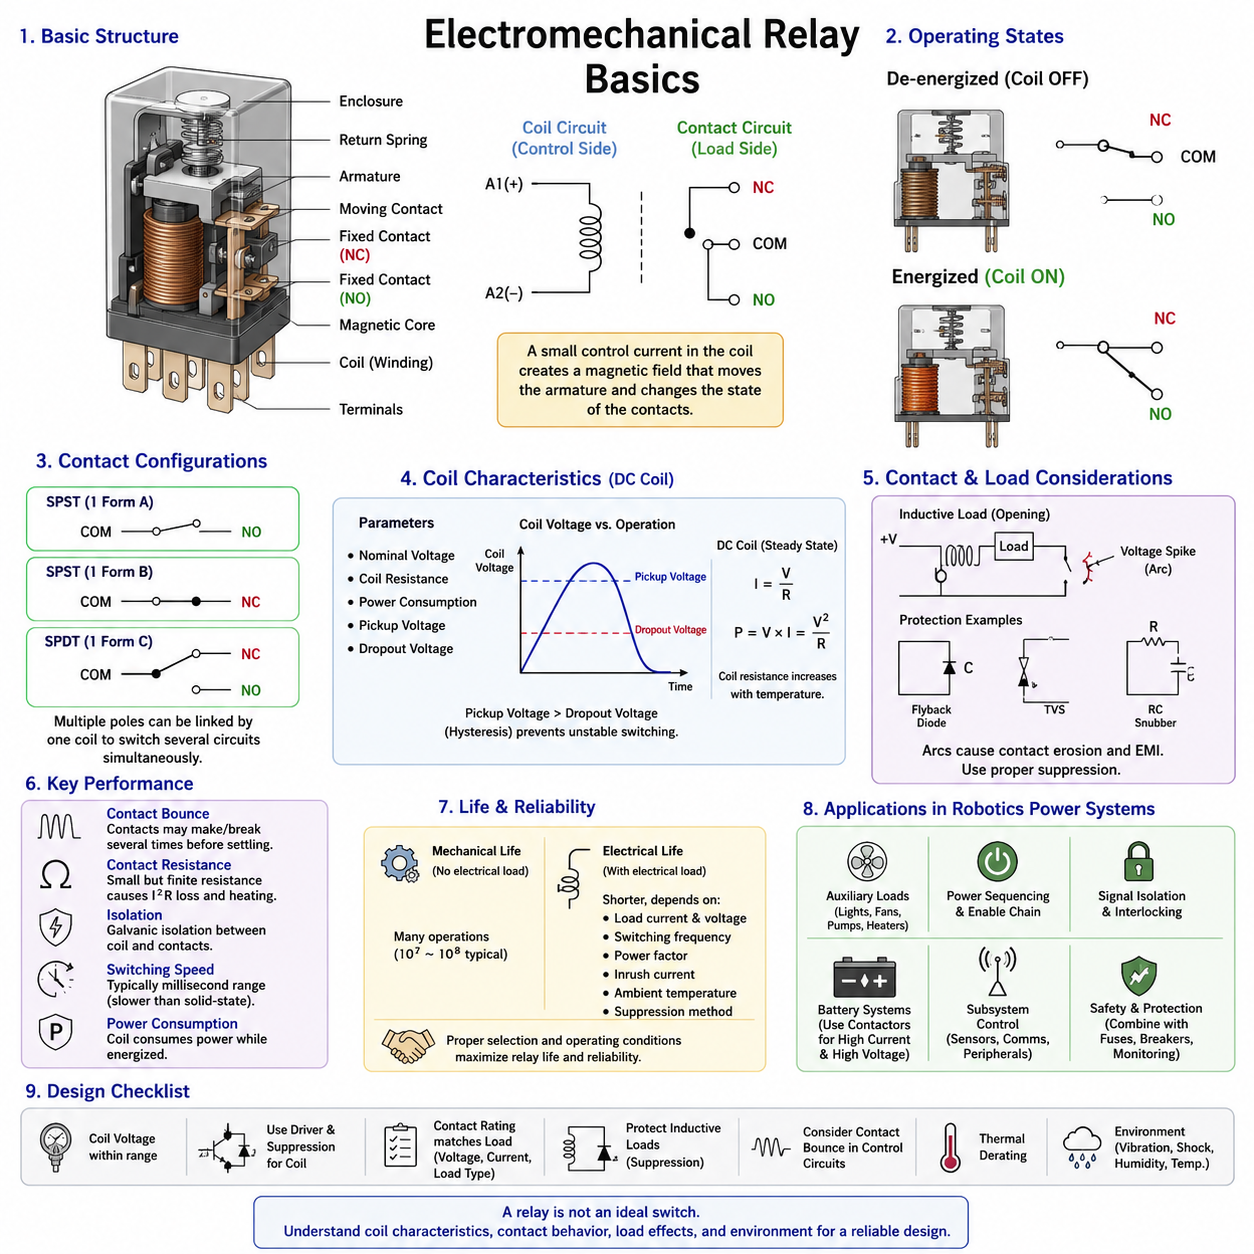 Electromechanical Relay
Basics
1. Basic Structure
Enclosure
Return Spring
Armature
Moving Contact
Fixed Contact
(NC)
Fixed Contact
(NO)
Magnetic Core
Coil (Winding)
Terminals
Coil Circuit
(Control Side)
A1(+)
A2(−)
Contact Circuit
(Load Side)
NC
COM
NO
A small control current in the coil
creates a magnetic field that moves
the armature and changes the state
of the contacts.
2. Operating States
De-energized (Coil OFF)
NC
COM
NO
Energized (Coil ON)
NC
NO
3. Contact Configurations
SPST (1 Form A)
COM NO
SPST (1 Form B)
COM NC
SPDT (1 Form C)
COM
NC
NO
Multiple poles can be linked by
one coil to switch several circuits
simultaneously.
4. Coil Characteristics (DC Coil)
Parameters
• Nominal Voltage
• Coil Resistance
• Power Consumption
• Pickup Voltage
• Dropout Voltage
Coil Voltage vs. Operation
Coil
Voltage
Pickup Voltage
Dropout Voltage
Time
DC Coil (Steady State)
I = V/R
P = V × I = V²/R
Coil resistance increases
with temperature.
Pickup Voltage > Dropout Voltage
(Hysteresis) prevents unstable switching.
5. Contact & Load Considerations
Inductive Load (Opening)
+V
Load
Voltage Spike
(Arc)
Protection Examples
C
Flyback
Diode
TVS
R
C
RC
Snubber
Arcs cause contact erosion and EMI.
Use proper suppression.
6. Key Performance
Contact Bounce
Contacts may make/break
several times before settling.
Ω
Contact Resistance
Small but finite resistance
causes I²R loss and heating.
Isolation
Galvanic isolation between
coil and contacts.
Switching Speed
Typically millisecond range
(slower than solid-state).
P
Power Consumption
Coil consumes power while
energized.
7. Life & Reliability
Mechanical Life
(No electrical load)
Many operations
(10⁷ ~ 10⁸ typical)
Electrical Life
(With electrical load)
Shorter, depends on:
• Load current & voltage
• Switching frequency
• Power factor
• Inrush current
• Ambient temperature
• Suppression method
Proper selection and operating conditions
maximize relay life and reliability.
8. Applications in Robotics Power Systems
Auxiliary Loads
(Lights, Fans,
Pumps, Heaters)
Power Sequencing
& Enable Chain
Signal Isolation
& Interlocking
Battery Systems
(Use Contactors
for High Current
& High Voltage)
Subsystem
Control
(Sensors, Comms,
Peripherals)
Safety & Protection
(Combine with
Fuses, Breakers,
Monitoring)
9. Design Checklist
Coil Voltage
within range
Use Driver &
Suppression
for Coil
Contact Rating
matches Load
(Voltage, Current,
Load Type)
Protect Inductive
Loads
(Suppression)
Consider Contact
Bounce in Control
Circuits
Thermal
Derating
Environment
(Vibration, Shock,
Humidity, Temp.)
A relay is not an ideal switch.
Understand coil characteristics, contact behavior, load effects, and environment for a reliable design.